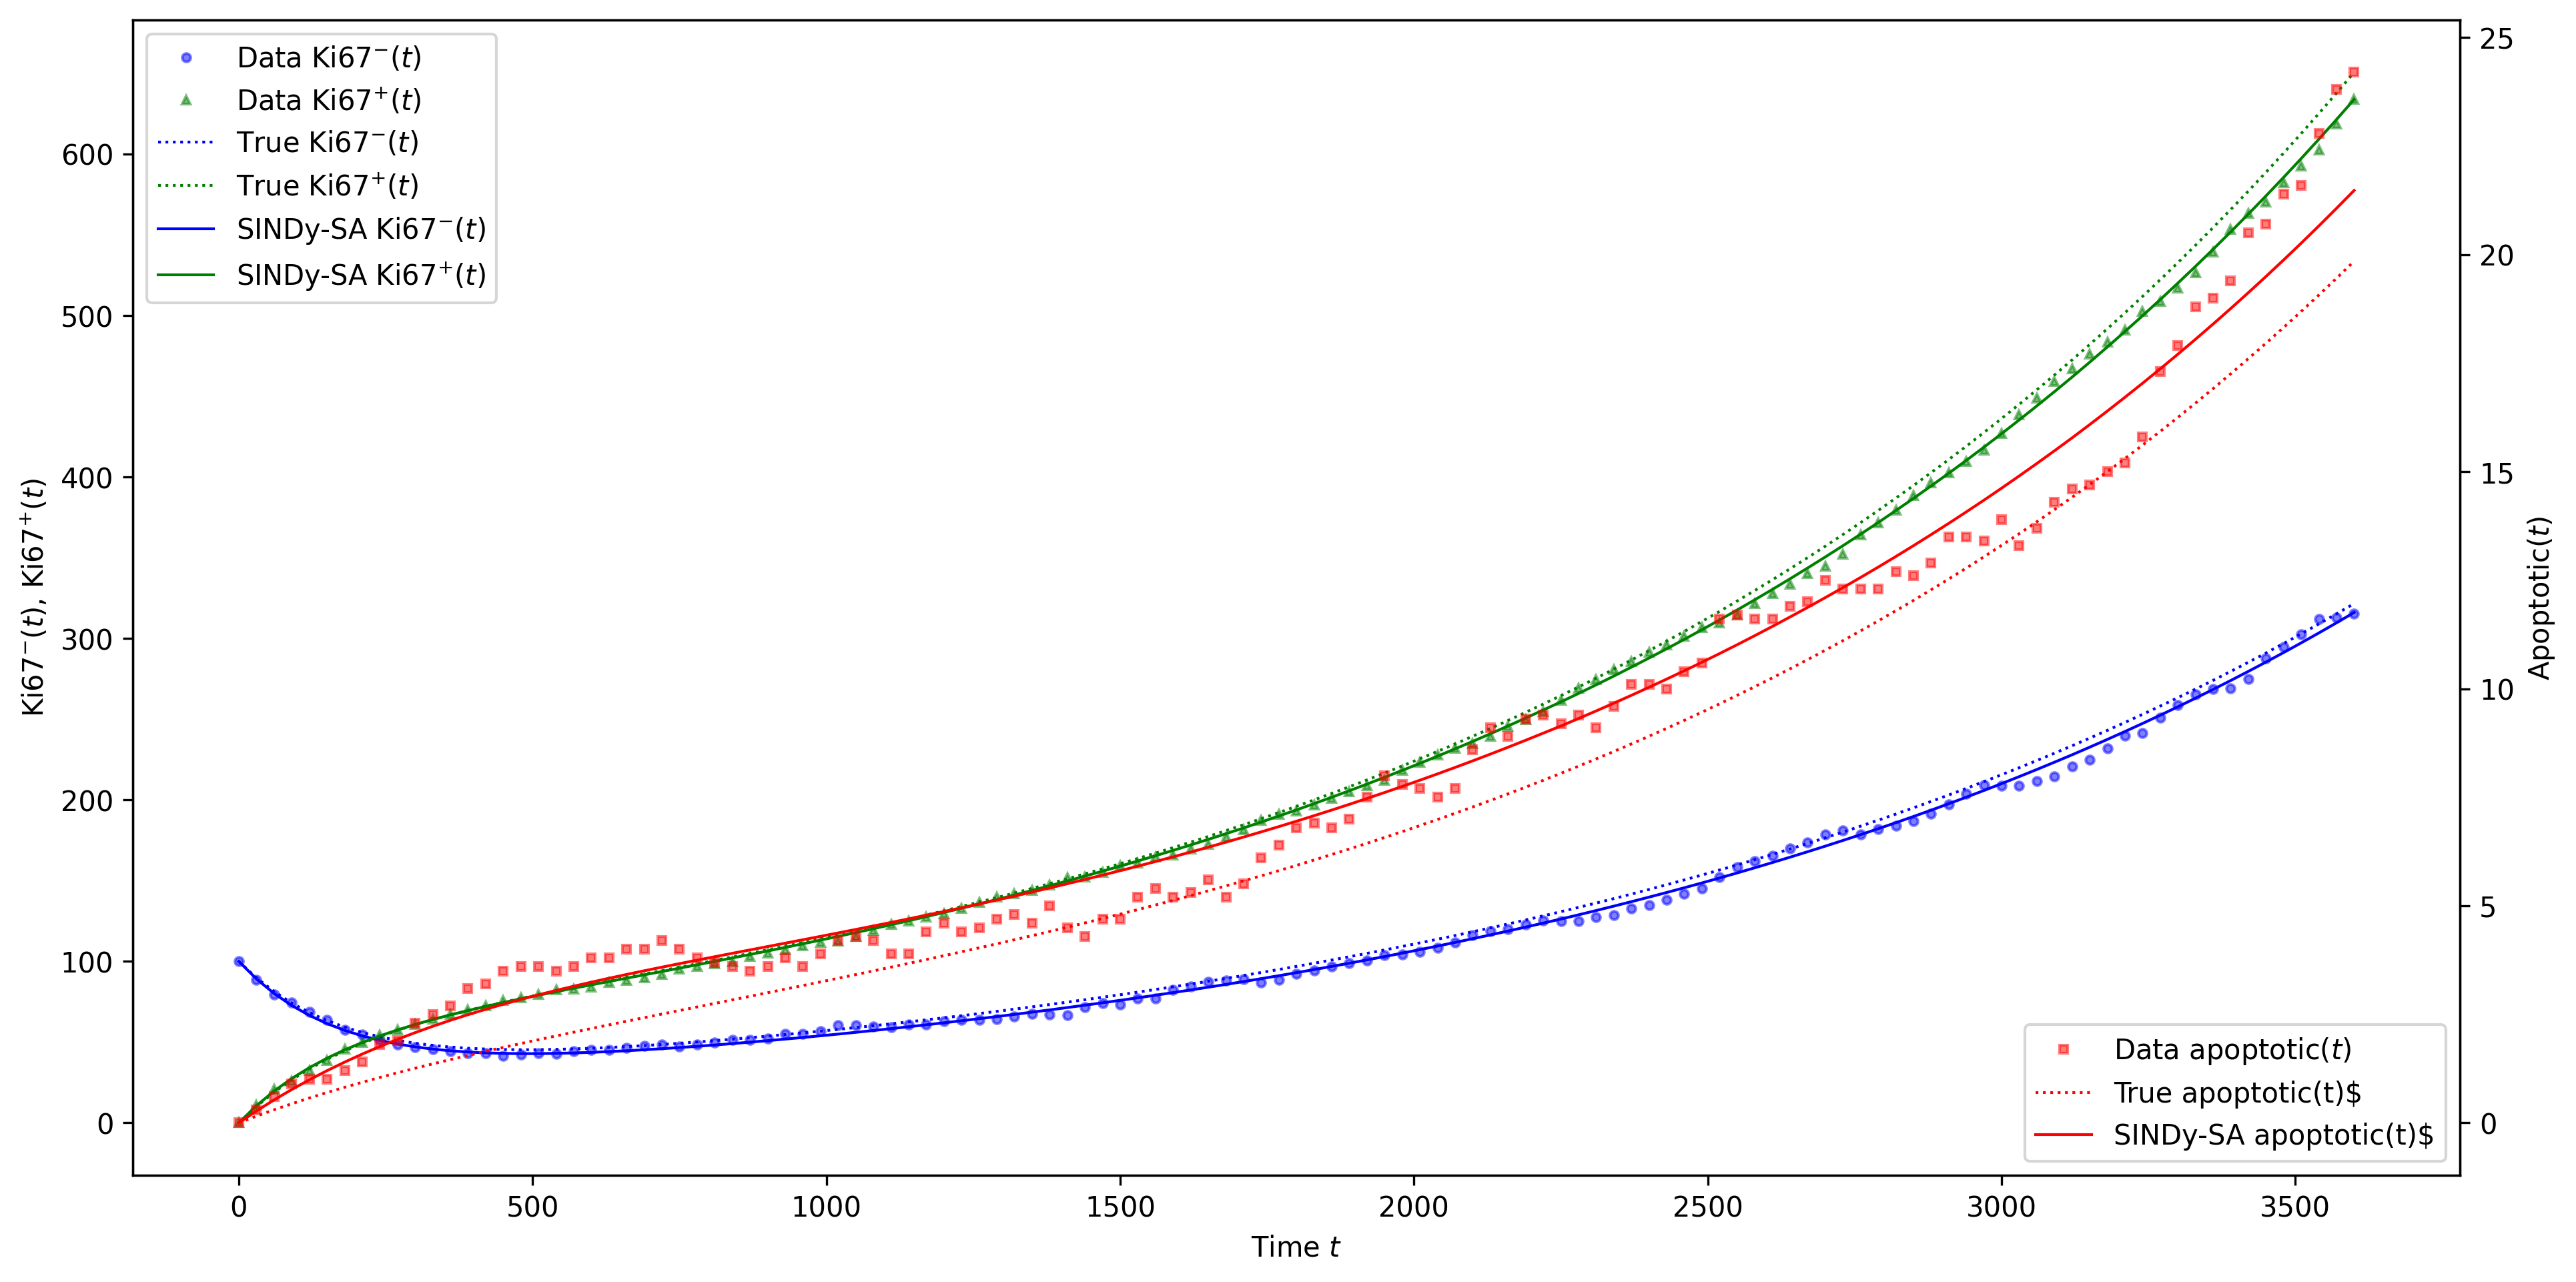 Data Ki67⁻(t)
Data Ki67⁺(t)
True Ki67⁻(t)
True Ki67⁺(t)
SINDy-SA Ki67⁻(t)
SINDy-SA Ki67⁺(t)
600
500
400
300
200
100
0
Ki67⁻(t), Ki67⁺(t)
25
20
15
10
5
0
Apoptotic(t)
Data apoptotic(t)
True apoptotic(t)$
SINDy-SA apoptotic(t)$
0 500 1000 1500 2000 2500 3000 3500
Time t